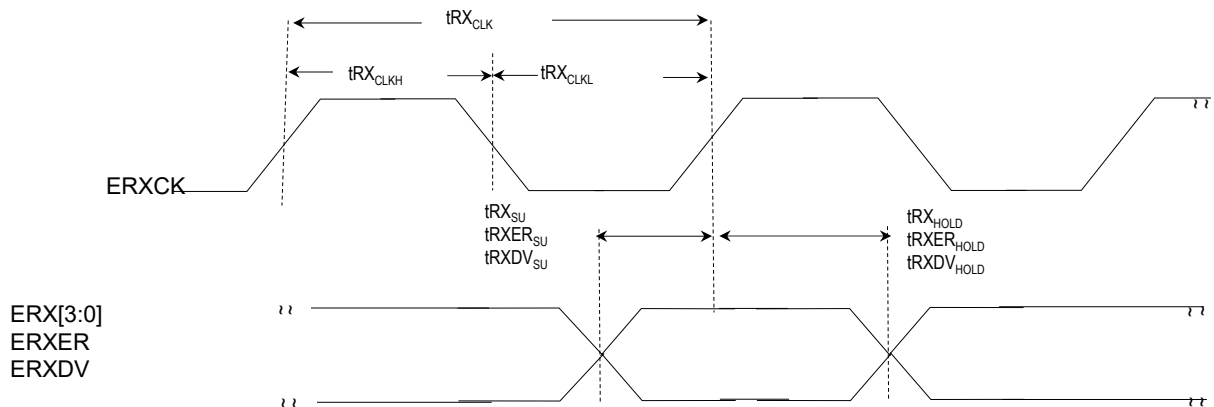 tRXCLK
tRXCLKH
tRXCLKL
ERXCK
tRXSU
tRXERSU
tRXDVSU
tRXHOLD
tRXERHOLD
tRXDVHOLD
ERX[3:0]
ERXER
ERXDV